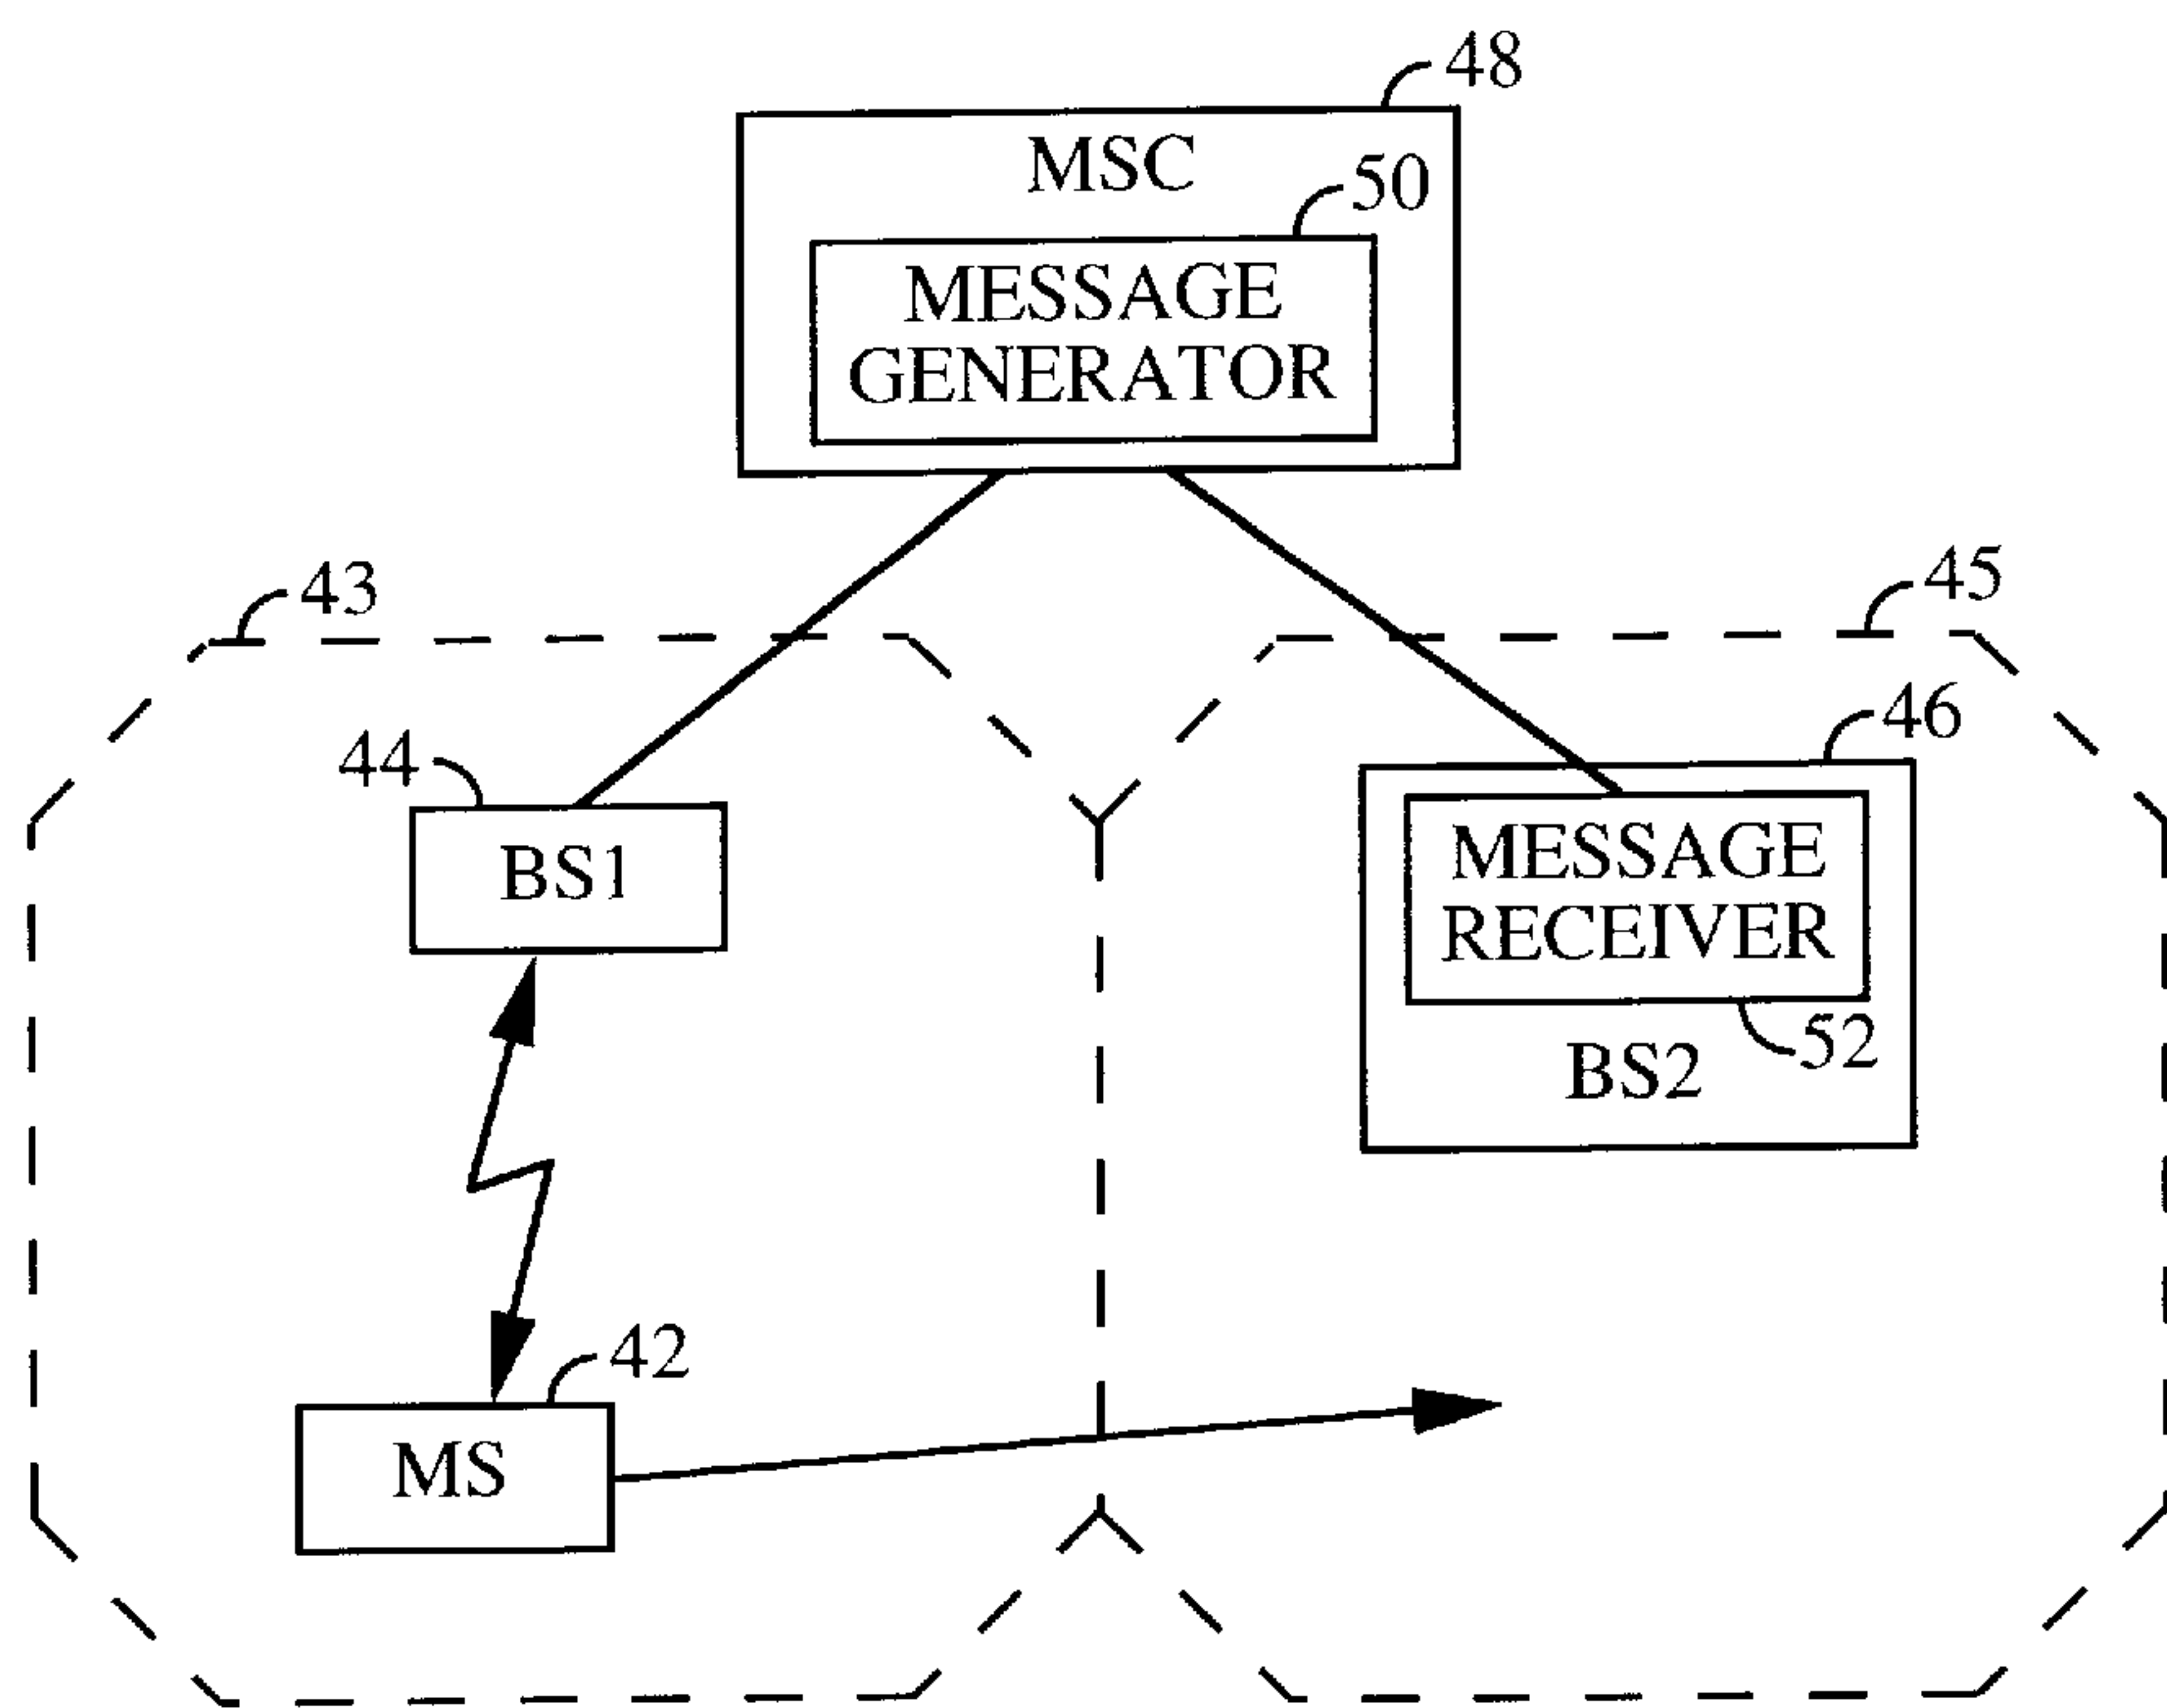 48
MSC
50
MESSAGE
GENERATOR
43
45
46
44
BS1
MESSAGE
RECEIVER
52
BS2
42
MS